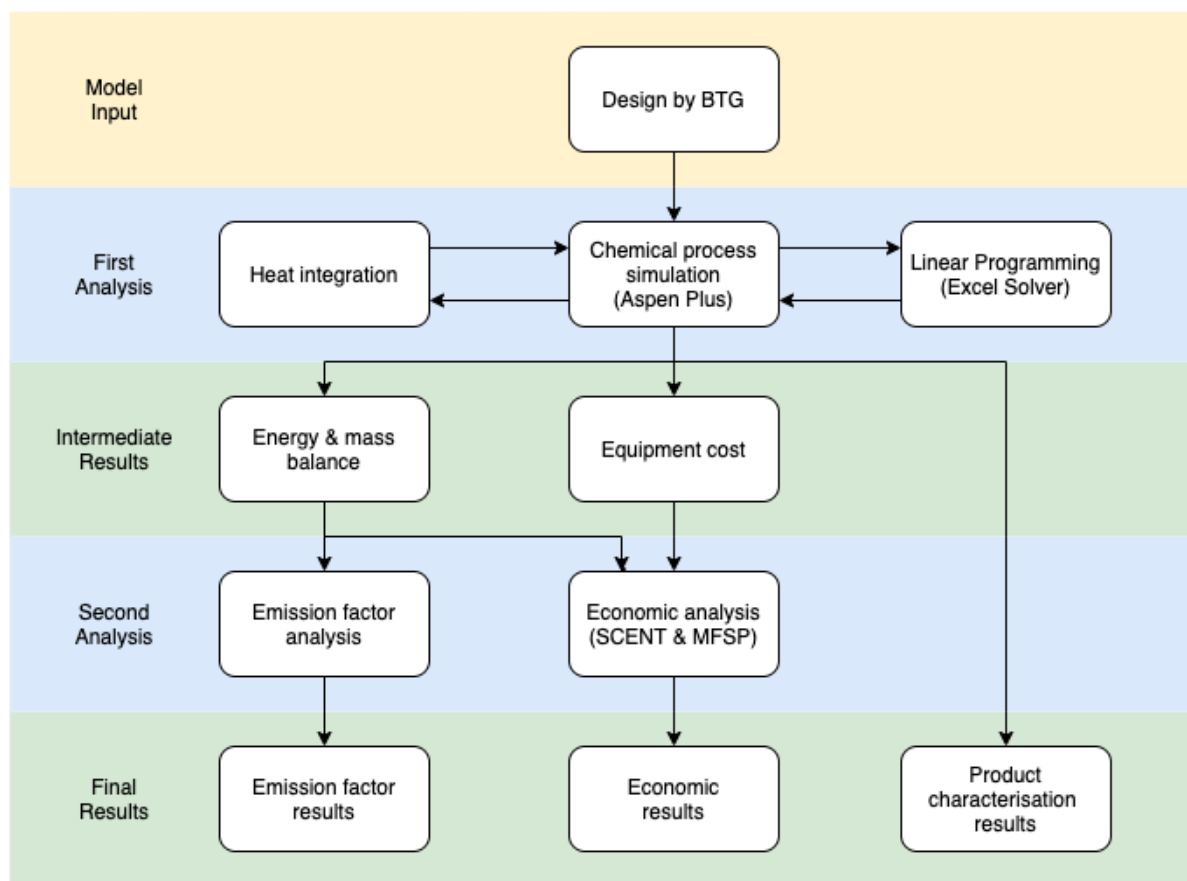 Model
Input
Design by BTG
First
Analysis
Heat integration
Chemical process
simulation
(Aspen Plus)
Linear Programming
(Excel Solver)
Intermediate
Results
Energy & mass
balance
Equipment cost
Second
Analysis
Emission factor
analysis
Economic analysis
(SCENT & MFSP)
Final
Results
Emission factor
results
Economic
results
Product
characterisation
results